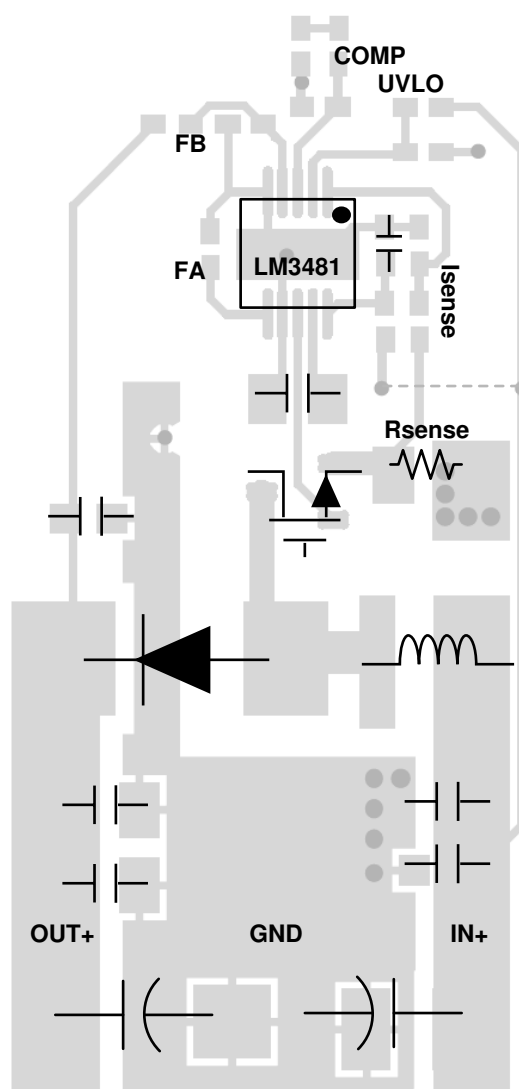 COMP
UVLO
FB
FA
LM3481
Isense
Rsense
OUT+
GND
IN+